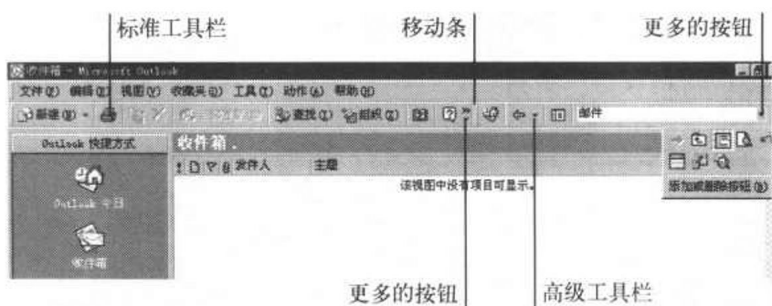 标准工具栏 移动条 更多的按钮
收件箱 - Microsoft Outlook
文件(F) 编辑(E) 视图(V) 收藏夹(O) 工具(T) 动作(A) 帮助(H)
新建(N) 查找(I) 组织(Z) 邮件
Outlook 快捷方式 收件箱 .
发件人 主题
该视图中没有项目可显示。
添加或删除按钮(A)
Outlook 今日
收件箱
更多的按钮 高级工具栏